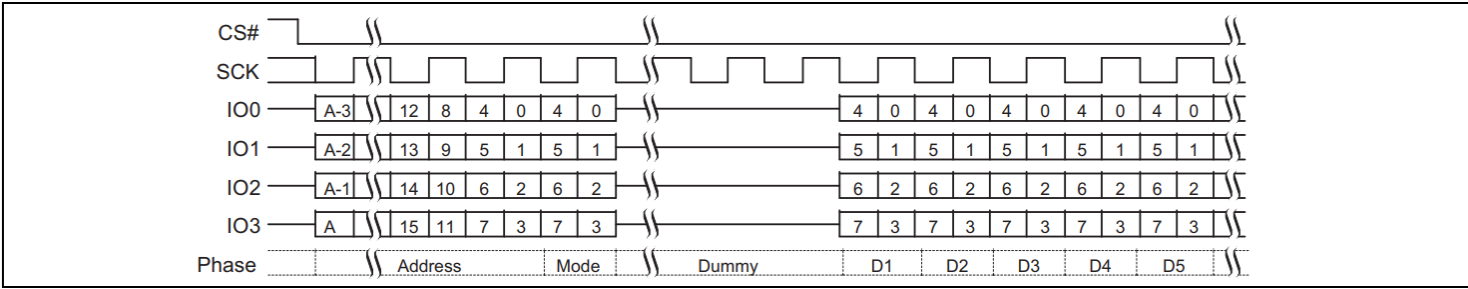 CS#
SCK
IO0 A-3 12 8 4 0 4 0 4 0 4 0 4 0 4 0 4 0
IO1 A-2 13 9 5 1 5 1 5 1 5 1 5 1 5 1 5 1
IO2 A-1 14 10 6 2 6 2 6 2 6 2 6 2 6 2 6 2
IO3 A 15 11 7 3 7 3 7 3 7 3 7 3 7 3 7 3
Phase Address Mode Dummy D1 D2 D3 D4 D5